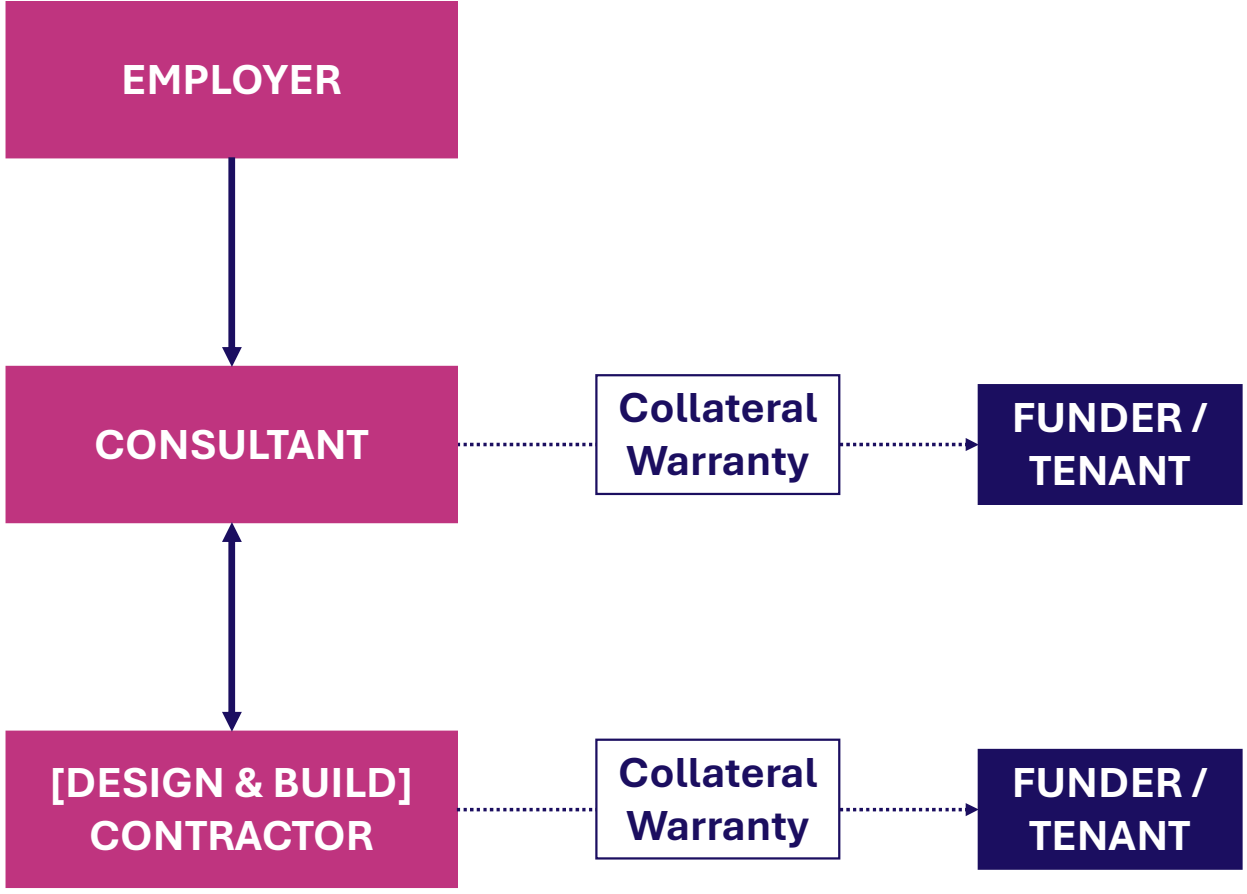 EMPLOYER
CONSULTANT
Collateral
Warranty
FUNDER /
TENANT
[DESIGN & BUILD]
CONTRACTOR
Collateral
Warranty
FUNDER /
TENANT